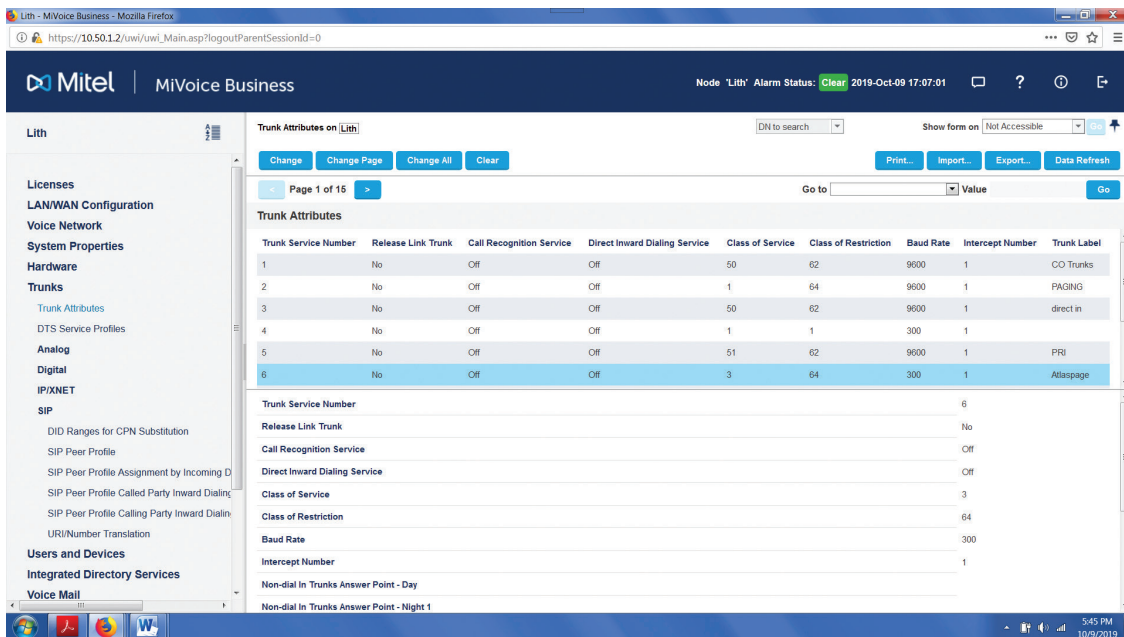 Lith - MiVoice Business - Mozilla Firefox
https://10.50.1.2/uwi/uwi_Main.asp?logoutParentSessionId=0
Mitel | MiVoice Business
Node 'Lith' Alarm Status: Clear 2019-Oct-09 17:07:01
Lith
Licenses
LAN/WAN Configuration
Voice Network
System Properties
Hardware
Trunks
Trunk Attributes
DTS Service Profiles
Analog
Digital
IP/XNET
SIP
DID Ranges for CPN Substitution
SIP Peer Profile
SIP Peer Profile Assignment by Incoming D
SIP Peer Profile Called Party Inward Dialing
SIP Peer Profile Calling Party Inward Dialin
URI/Number Translation
Users and Devices
Integrated Directory Services
Voice Mail
Trunk Attributes on Lith
DN to search
Show form on Not Accessible Go
Change Change Page Change All Clear
Print... Import... Export... Data Refresh
< Page 1 of 15 >
Go to Value Go
Trunk Attributes
Trunk Service Number Release Link Trunk Call Recognition Service Direct Inward Dialing Service Class of Service Class of Restriction Baud Rate Intercept Number Trunk Label
1 No Off Off 50 62 9600 1 CO Trunks
2 No Off Off 1 64 9600 1 PAGING
3 No Off Off 50 62 9600 1 direct in
4 No Off Off 1 1 300 1
5 No Off Off 51 62 9600 1 PRI
6 No Off Off 3 64 300 1 Atlaspage
Trunk Service Number 6
Release Link Trunk No
Call Recognition Service Off
Direct Inward Dialing Service Off
Class of Service 3
Class of Restriction 64
Baud Rate 300
Intercept Number 1
Non-dial In Trunks Answer Point - Day
Non-dial In Trunks Answer Point - Night 1
5:45 PM
10/9/2019